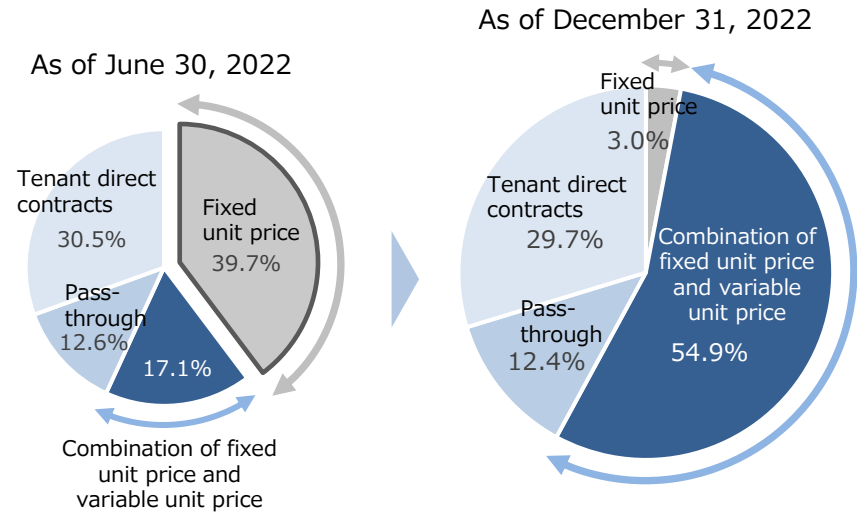 As of June 30, 2022
Tenant direct
contracts
30.5%
Fixed
unit price
39.7%
Pass-
through
12.6%
17.1%
Combination of fixed
unit price and
variable unit price
As of December 31, 2022
Fixed
unit price
3.0%
Tenant direct
contracts
29.7%
Combination of
fixed unit price
and variable
unit price
54.9%
Pass-
through
12.4%